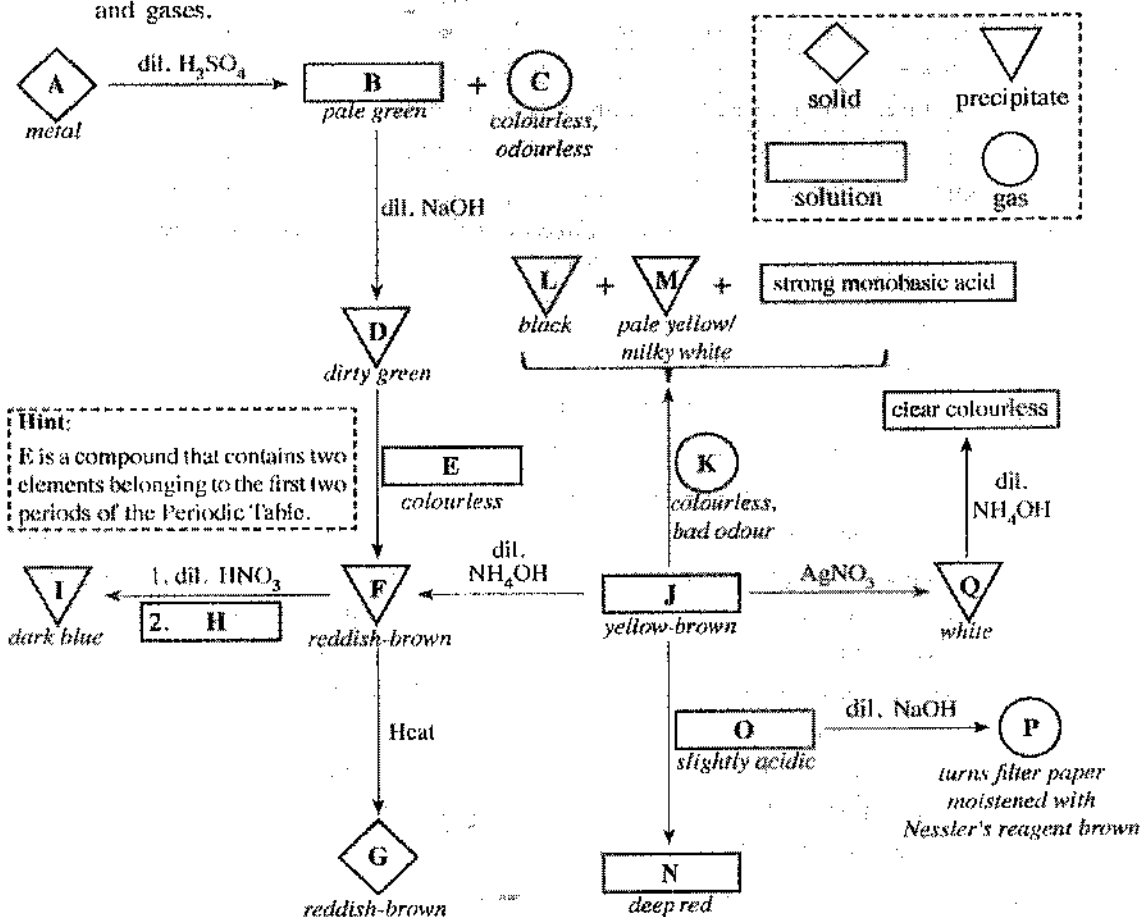 and gases.
A
metal
dil. H₃SO₄
B
pale green
+
C
colourless,
odourless
solid
precipitate
solution
gas
dil. NaOH
D
dirty green
L
black
+
M
pale yellow/
milky white
+
strong monobasic acid
Hint:
E is a compound that contains two
elements belonging to the first two
periods of the Periodic Table.
E
colourless
K
colourless,
bad odour
clear colourless
dil.
NH₄OH
I
dark blue
1. dil. HNO₃
2. H
F
reddish-brown
dil.
NH₄OH
J
yellow-brown
AgNO₃
Q
white
Heat
O
slightly acidic
dil. NaOH
P
turns filter paper
moistened with
Nessler's reagent brown
G
reddish-brown
N
deep red